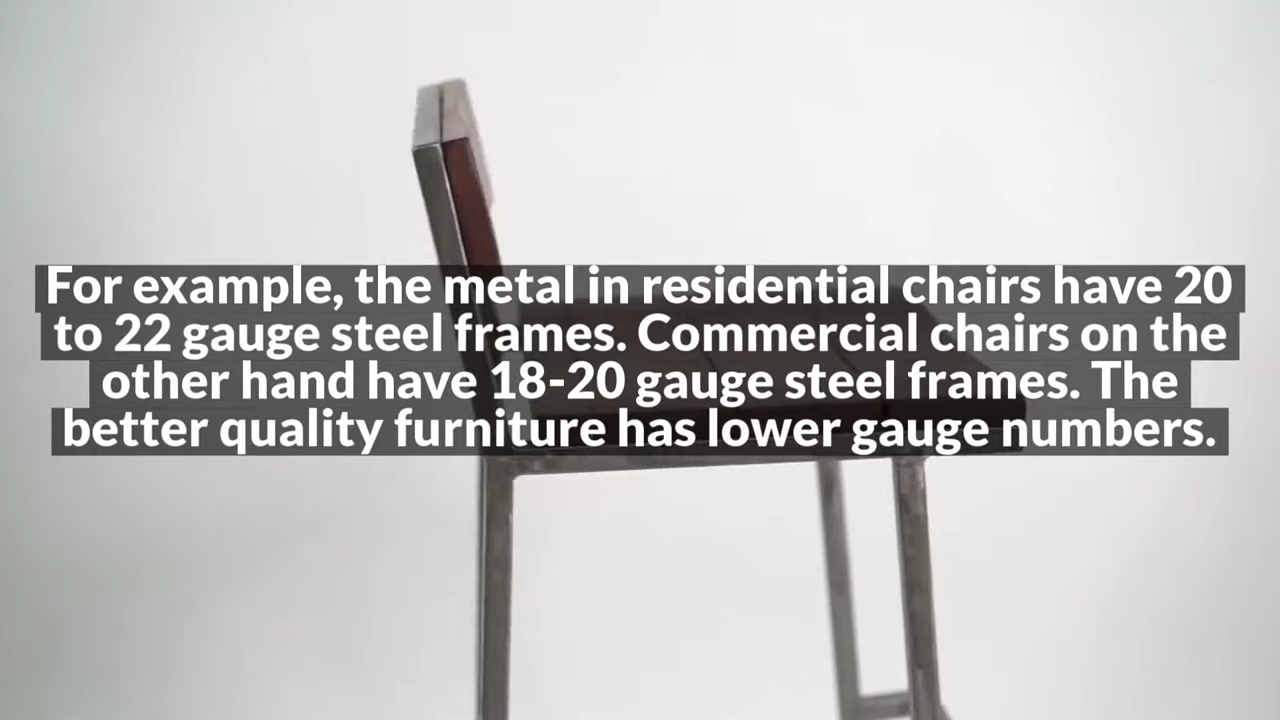 For example, the metal in residential chairs have 20
to 22 gauge steel frames. Commercial chairs on the
other hand have 18-20 gauge steel frames. The
better quality furniture has lower gauge numbers.